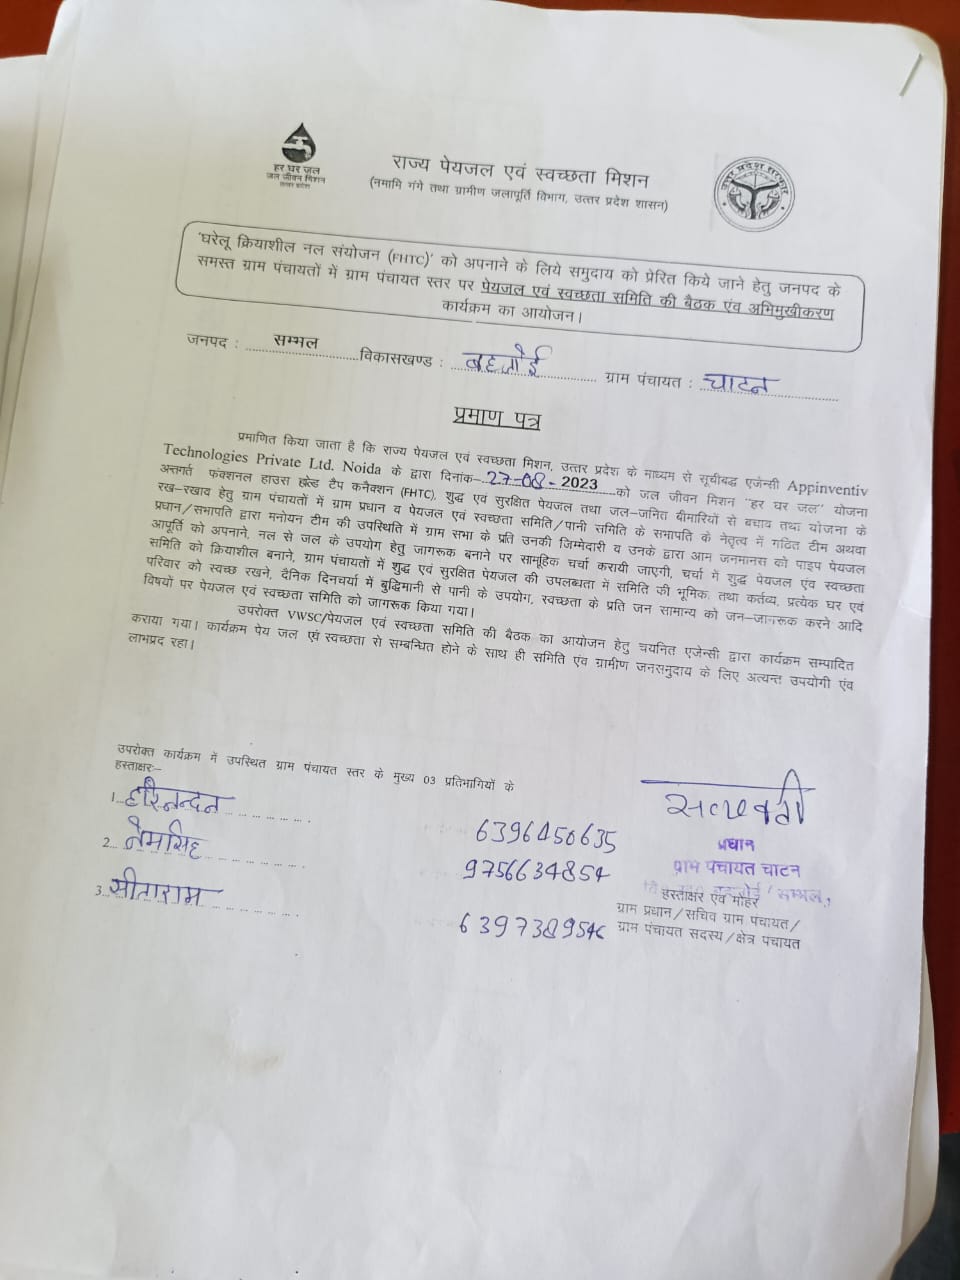 हर घर जल
जल जीवन मिशन
उत्तर प्रदेश
राज्य पेयजल एवं स्वच्छता मिशन
(नमामि गंगे तथा ग्रामीण जलापूर्ति विभाग, उत्तर प्रदेश शासन)
उत्तर प्रदेश सरकार
'घरेलू क्रियाशील नल संयोजन (FHTC)' को अपनाने के लिये समुदाय को प्रेरित किये जाने हेतु जनपद के
समस्त ग्राम पंचायतों में ग्राम पंचायत स्तर पर पेयजल एवं स्वच्छता समिति की बैठक एंव अभिमुखीकरण
कार्यक्रम का आयोजन।
जनपद : सम्भल विकासखण्ड : बहजोई ग्राम पंचायत : चाटन
प्रमाण पत्र
प्रमाणित किया जाता है कि राज्य पेयजल एवं स्वच्छता मिशन, उत्तर प्रदेश के माध्यम से सूचीबद्ध एजेन्सी Appinventiv
Technologies Private Ltd. Noida के द्वारा दिनांक-27-08-2023 को जल जीवन मिशन "हर घर जल" योजना
अन्तर्गत फंक्शनल हाउस होल्ड टैप कनैक्शन (FHTC), शुद्ध एवं सुरक्षित पेयजल तथा जल-जनित बीमारियों से बचाव तथा योजना के
रख-रखाव हेतु ग्राम पंचायतों में ग्राम प्रधान व पेयजल एवं स्वच्छता समिति/पानी समिति के सभापति के नेतृत्व में गठित टीम अथवा
प्रधान/सभापति द्वारा मनोयन टीम की उपस्थिति में ग्राम सभा के प्रति उनकी जिम्मेदारी व उनके द्वारा आम जनमानस को पाइप पेयजल
आपूर्ति को अपनाने, नल से जल के उपयोग हेतु जागरूक बनाने पर सामूहिक चर्चा करायी जाएगी, चर्चा में शुद्ध पेयजल एंव स्वच्छता
समिति को क्रियाशील बनाने, ग्राम पंचायतों में शुद्ध एवं सुरक्षित पेयजल की उपलब्धता में समिति की भूमिक तथा कर्तव्य, प्रत्येक घर एवं
परिवार को स्वच्छ रखने, दैनिक दिनचर्या में बुद्धिमानी से पानी के उपयोग, स्वच्छता के प्रति जन सामान्य को जन-जागरूक करने आदि
विषयों पर पेयजल एवं स्वच्छता समिति को जागरूक किया गया।
उपरोक्त VWSC/पेयजल एवं स्वच्छता समिति की बैठक का आयोजन हेतु चयनित एजेन्सी द्वारा कार्यक्रम सम्पादित
कराया गया। कार्यक्रम पेय जल एवं स्वच्छता से सम्बन्धित होने के साथ ही समिति एंव ग्रामीण जनसमुदाय के लिए अत्यन्त उपयोगी एंव
लाभप्रद रहा।
उपरोक्त कार्यक्रम में उपस्थित ग्राम पंचायत स्तर के मुख्य 03 प्रतिभागियों के
हस्ताक्षरः-
1. हरिनन्दन 6396450635
2. नेमसिंह 9756634854
3. सीताराम
सत्यवती
प्रधान
ग्राम पंचायत चाटन
सम्भल
हस्ताक्षर एवं मोहर
ग्राम प्रधान/सचिव ग्राम पंचायत/
ग्राम पंचायत सदस्य/क्षेत्र पंचायत